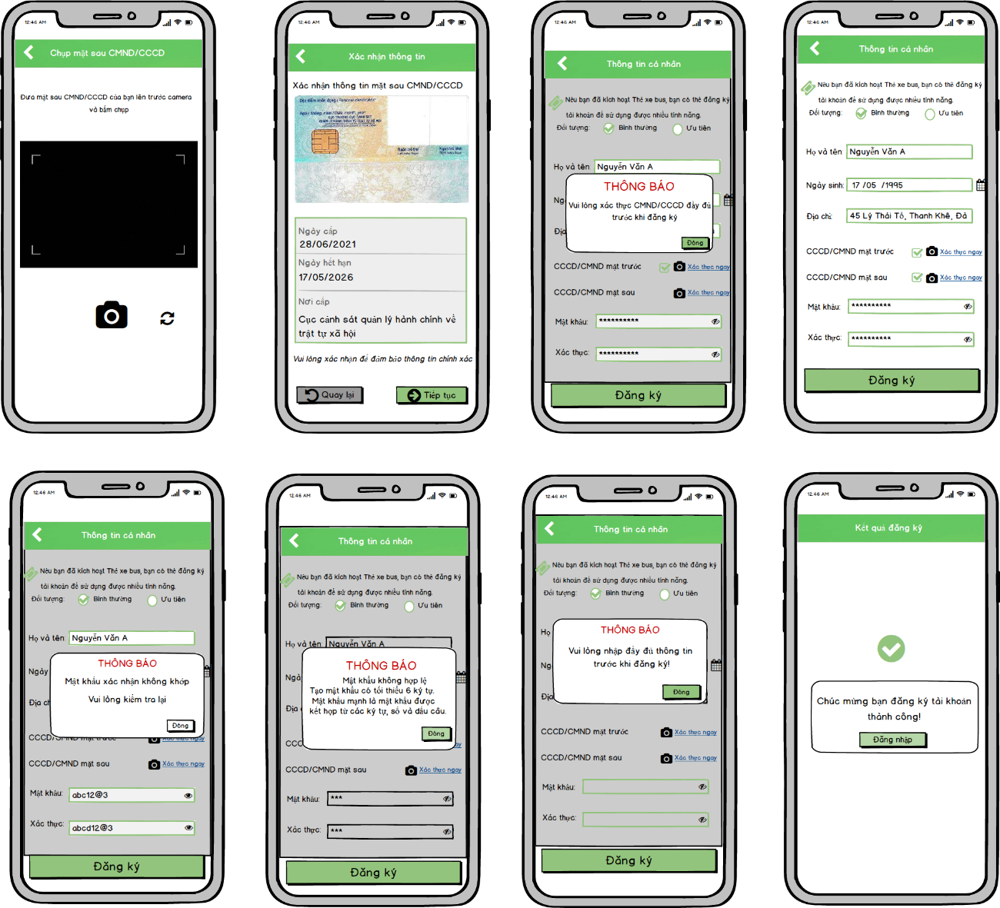 12:46 AM
Chụp mặt sau CMND/CCCD
Đưa mặt sau CMND/CCCD của bạn lên trước camera
và bấm chụp
12:46 AM
Xác nhận thông tin
Xác nhận thông tin mặt sau CMND/CCCD
Ngày cấp
28/06/2021
Ngày hết hạn
17/05/2026
Nơi cấp
Cục cảnh sát quản lý hành chính về
trật tự xã hội
Vui lòng xác nhận để đảm bảo thông tin chính xác
Quay lại
Tiếp tục
12:46 AM
Thông tin cá nhân
Nếu bạn đã kích hoạt Thẻ xe bus, bạn có thể đăng ký
tài khoản để sử dụng được nhiều tính năng.
Đối tượng: Bình thường Ưu tiên
Họ và tên: Nguyễn Văn A
THÔNG BÁO
Vui lòng xác thực CMND/CCCD đầy đủ
trước khi đăng ký
Đóng
Ng
Địa
CCCD/CMND mặt trước Xác thực ngay
CCCD/CMND mặt sau Xác thực ngay
Mật khẩu: **********
Xác thực: **********
Đăng ký
12:46 AM
Thông tin cá nhân
Nếu bạn đã kích hoạt Thẻ xe bus, bạn có thể đăng ký
tài khoản để sử dụng được nhiều tính năng.
Đối tượng: Bình thường Ưu tiên
Họ và tên: Nguyễn Văn A
Ngày sinh: 17 /05 /1995
Địa chỉ: 45 Lý Thái Tổ, Thanh Khê, Đà
CCCD/CMND mặt trước Xác thực ngay
CCCD/CMND mặt sau Xác thực ngay
Mật khẩu: **********
Xác thực: **********
Đăng ký
12:46 AM
Thông tin cá nhân
Nếu bạn đã kích hoạt Thẻ xe bus, bạn có thể đăng ký
tài khoản để sử dụng được nhiều tính năng.
Đối tượng: Bình thường Ưu tiên
Họ và tên: Nguyễn Văn A
THÔNG BÁO
Mật khẩu xác nhận không khớp
Vui lòng kiểm tra lại
Đóng
Ngày
Địa ch
CCCD/CMND mặt trước Xác thực ngay
CCCD/CMND mặt sau Xác thực ngay
Mật khẩu: abc12@3
Xác thực: abcd12@3
Đăng ký
12:46 AM
Thông tin cá nhân
Nếu bạn đã kích hoạt Thẻ xe bus, bạn có thể đăng ký
tài khoản để sử dụng được nhiều tính năng.
Đối tượng: Bình thường Ưu tiên
Họ và tên: Nguyễn Văn A
THÔNG BÁO
Mật khẩu không hợp lệ
Tạo mật khẩu có tối thiểu 6 ký tự.
Mật khẩu mạnh là mật khẩu được
kết hợp từ các ký tự, số và dấu câu.
Đóng
Ngà
Địa c
CCC
CCCD/CMND mặt sau Xác thực ngay
Mật khẩu: ***
Xác thực: ***
Đăng ký
12:46 AM
Thông tin cá nhân
Nếu bạn đã kích hoạt Thẻ xe bus, bạn có thể đăng ký
tài khoản để sử dụng được nhiều tính năng.
Đối tượng: Bình thường Ưu tiên
Họ
THÔNG BÁO
Vui lòng nhập đầy đủ thông tin
trước khi đăng ký!
Đóng
Ng
Địa
CCCD/CMND mặt trước Xác thực ngay
CCCD/CMND mặt sau Xác thực ngay
Mật khẩu:
Xác thực:
Đăng ký
12:46 AM
Kết quả đăng ký
Chúc mừng bạn đăng ký tài khoản
thành công!
Đăng nhập